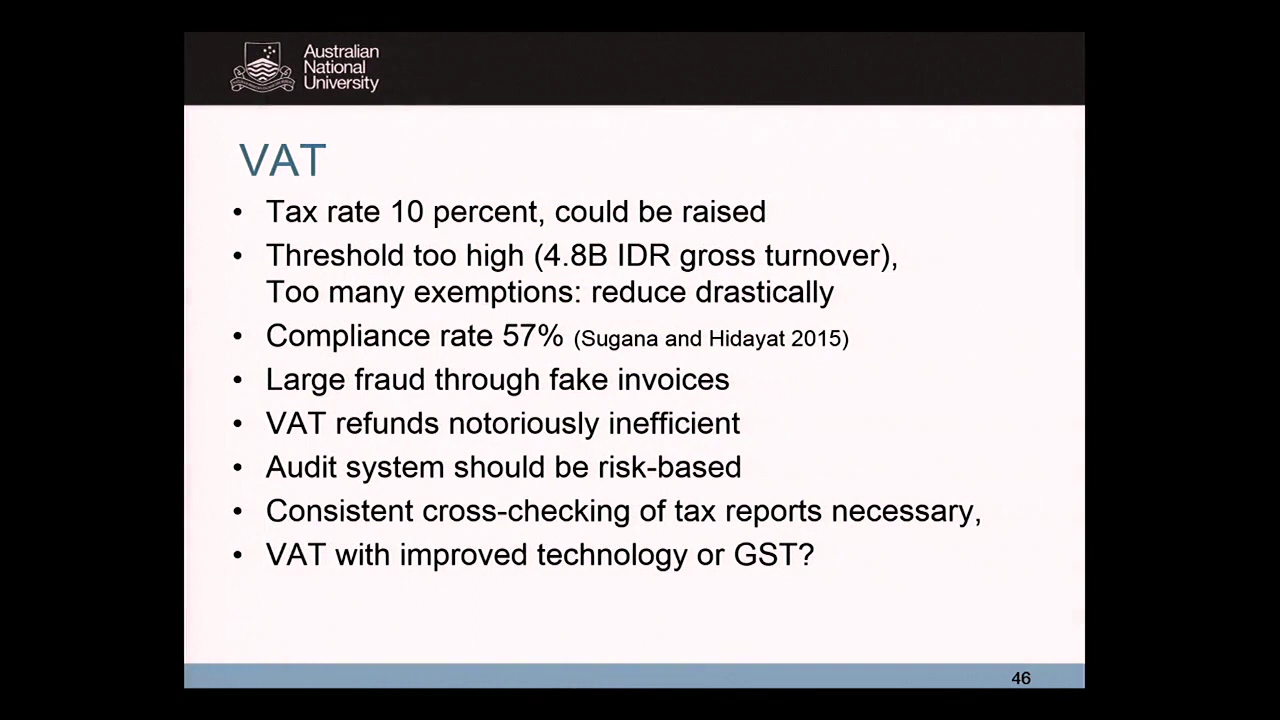 Australian
National
University
VAT
• Tax rate 10 percent, could be raised
• Threshold too high (4.8B IDR gross turnover),
Too many exemptions: reduce drastically
• Compliance rate 57% (Sugana and Hidayat 2015)
• Large fraud through fake invoices
• VAT refunds notoriously inefficient
• Audit system should be risk-based
• Consistent cross-checking of tax reports necessary,
• VAT with improved technology or GST?
46